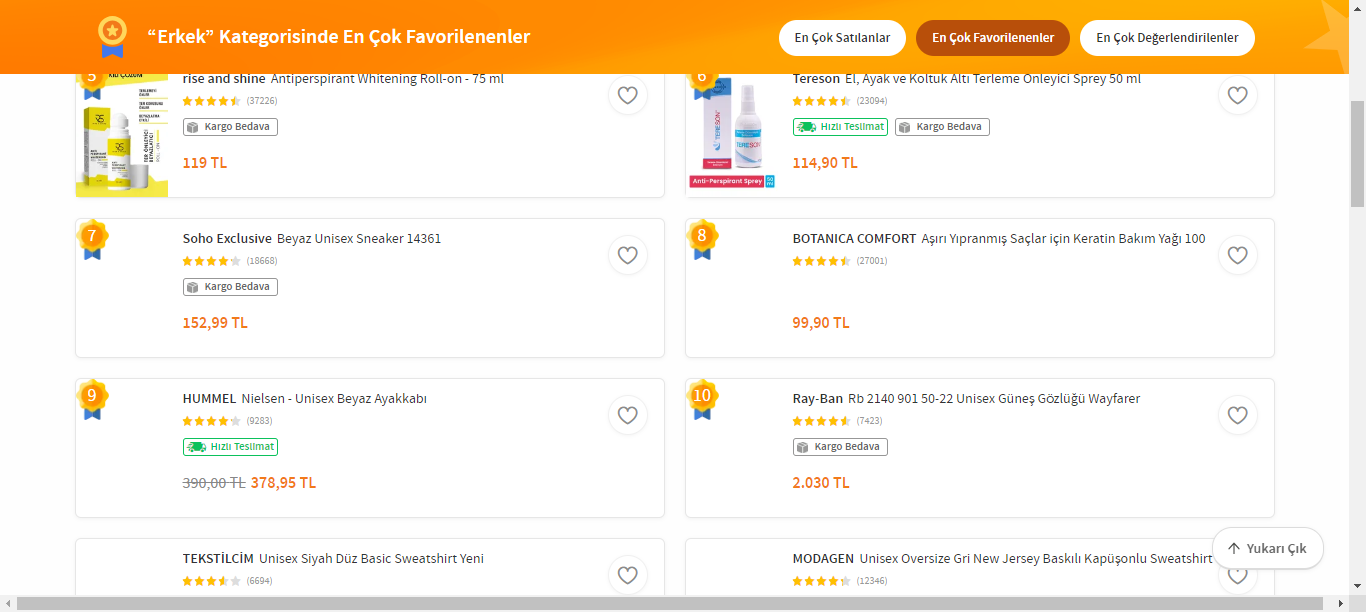 “Erkek” Kategorisinde En Çok Favorilenenler
En Çok Satılanlar
En Çok Favorilenenler
En Çok Değerlendirilenler
5
rise and shine Antiperspirant Whitening Roll-on - 75 ml
(37226)
Kargo Bedava
119 TL
6
Tereson El, Ayak ve Koltuk Altı Terleme Önleyici Sprey 50 ml
(23094)
Hızlı Teslimat
Kargo Bedava
114,90 TL
RS
TERESON
Anti-Perspirant Sprey
7
Soho Exclusive Beyaz Unisex Sneaker 14361
(18668)
Kargo Bedava
152,99 TL
8
BOTANICA COMFORT Aşırı Yıpranmış Saçlar için Keratin Bakım Yağı 100
(27001)
99,90 TL
9
HUMMEL Nielsen - Unisex Beyaz Ayakkabı
(9283)
Hızlı Teslimat
390,00 TL 378,95 TL
10
Ray-Ban Rb 2140 901 50-22 Unisex Güneş Gözlüğü Wayfarer
(7423)
Kargo Bedava
2.030 TL
TEKSTİLCİM Unisex Siyah Düz Basic Sweatshirt Yeni
(6694)
MODAGEN Unisex Oversize Gri New Jersey Baskılı Kapüşonlu Sweatshirt
(12346)
Yukarı Çık